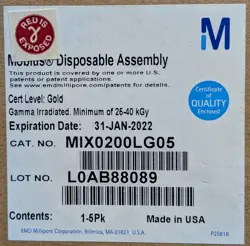 RED IS
EXPOSED
M
Mobius® Disposable Assembly
This product is covered by one or more U.S.
patents or patent applications.
See www.emdmillipore.com/patents for details.
Cert Level: Gold
Gamma Irradiated. Minimum of 25-40 kGy
Certificate of
QUALITY
Enclosed
Expiration Date: 31-JAN-2022
CAT. NO. MIX0200LG05
LOT NO. L0AB88089
Contents: 1-5Pk Made in USA
EMD Millipore Corporation, Billerica, MA 01821 U.S.A.